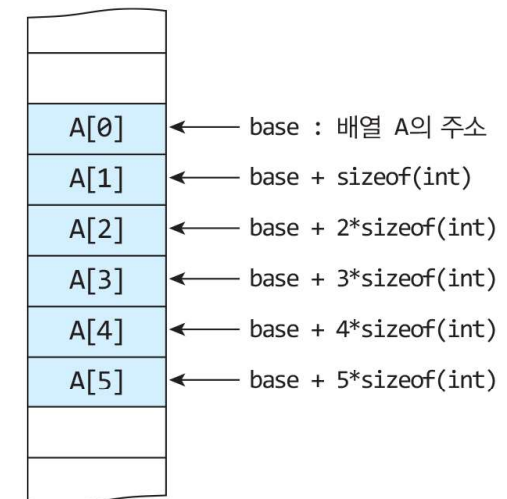 A[0] base : 배열 A의 주소
A[1] base + sizeof(int)
A[2] base + 2*sizeof(int)
A[3] base + 3*sizeof(int)
A[4] base + 4*sizeof(int)
A[5] base + 5*sizeof(int)